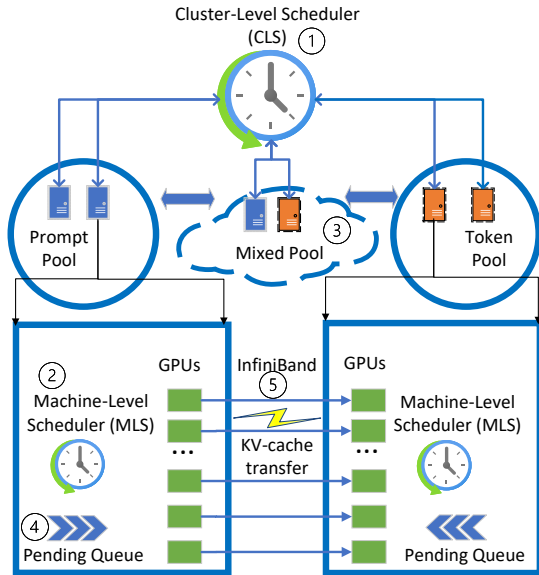 Cluster-Level Scheduler
(CLS)
1
Prompt
Pool
Mixed Pool
3
Token
Pool
2
GPUs
Machine-Level
Scheduler (MLS)
...
4
Pending Queue
InfiniBand
5
KV-cache
transfer
GPUs
Machine-Level
Scheduler (MLS)
...
Pending Queue